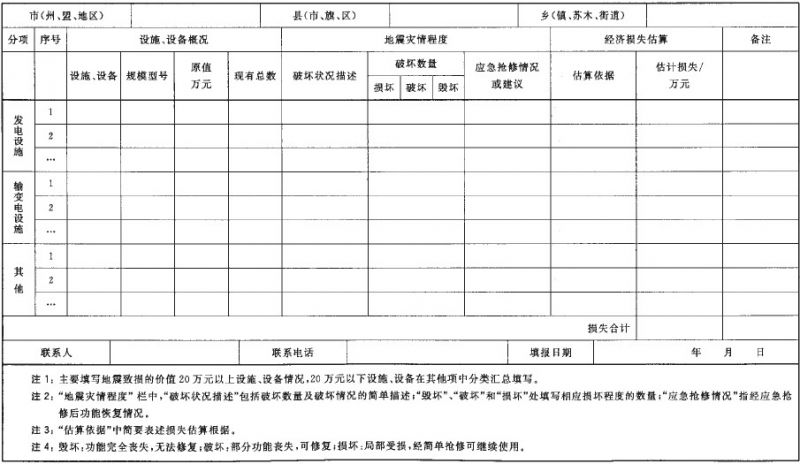 市(州、盟、地区) 县(市、旗、区) 乡(镇、苏木、街道)
分项 序号 设施、设备概况 地震灾情程度 经济损失估算 备注
设施、设备 规模型号 原值万元 现有总数 破坏状况描述 破坏数量 应急抢修情况或建议 估算依据 估计损失/万元
损坏 破坏 毁坏
发电设施 1
2
…
输变电设施 1
2
…
其他 1
2
…
损失合计
联系人 联系电话 填报日期 年 月 日
注1:主要填写地震致损的价值20万元以上设施、设备情况,20万元以下设施、设备在其他项中分类汇总填写。
注2:“地震灾情程度”栏中,“破坏状况描述”包括破坏数量及破坏情况的简单描述;“毁坏”、“破坏”和“损坏”处填写相应损坏程度的数量;“应急抢修情况”指经应急抢
修后功能恢复情况。
注3:“估算依据”中简要表述损失估算根据。
注4:毁坏:功能完全丧失,无法修复;破坏:部分功能丧失,可修复;损坏:局部受损,经简单抢修可继续使用。